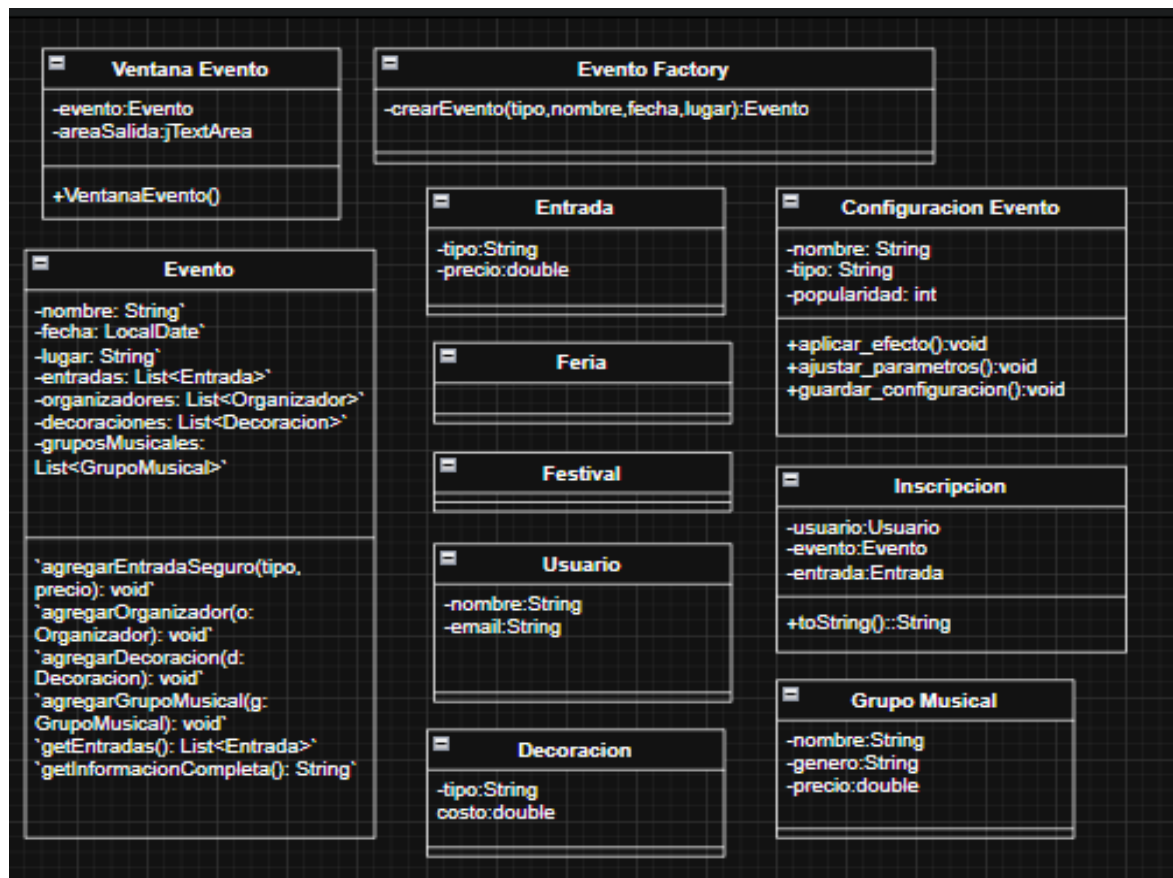 Ventana Evento
-evento:Evento
-areaSalida:jTextArea
+VentanaEvento()
Evento Factory
-crearEvento(tipo,nombre,fecha,lugar):Evento
Evento
-nombre: String`
-fecha: LocalDate`
-lugar: String`
-entradas: List<Entrada>`
-organizadores: List<Organizador>`
-decoraciones: List<Decoracion>`
-gruposMusicales:
List<GrupoMusical>`
`agregarEntradaSeguro(tipo,
precio): void`
`agregarOrganizador(o:
Organizador): void`
`agregarDecoracion(d:
Decoracion): void`
`agregarGrupoMusical(g:
GrupoMusical): void`
`getEntradas(): List<Entrada>`
`getInformacionCompleta(): String`
Entrada
-tipo:String
-precio:double
Feria
Festival
Usuario
-nombre:String
-email:String
Decoracion
-tipo:String
costo:double
Configuracion Evento
-nombre: String
-tipo: String
-popularidad: int
+aplicar_efecto():void
+ajustar_parametros():void
+guardar_configuracion():void
Inscripcion
-usuario:Usuario
-evento:Evento
-entrada:Entrada
+toString()::String
Grupo Musical
-nombre:String
-genero:String
-precio:double